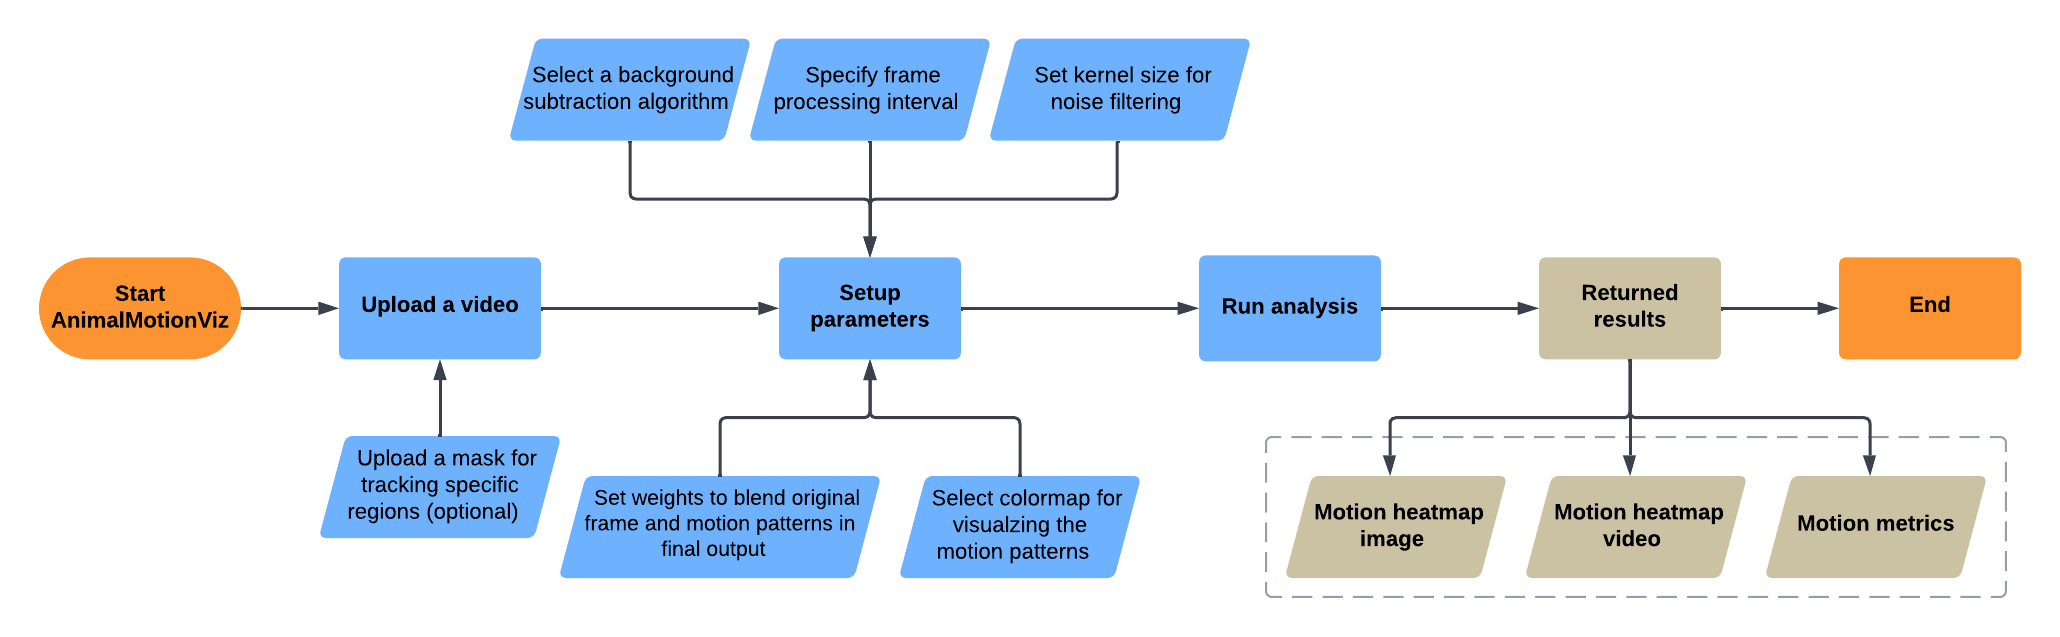 Select a background
subtraction algorithm
Specify frame
processing interval
Set kernel size for
noise filtering
Start
AnimalMotionViz
Upload a video
Setup
parameters
Run analysis
Returned
results
End
Upload a mask for
tracking specific
regions (optional)
Set weights to blend original
frame and motion patterns in
final output
Select colormap for
visualzing the
motion patterns
Motion heatmap
image
Motion heatmap
video
Motion metrics